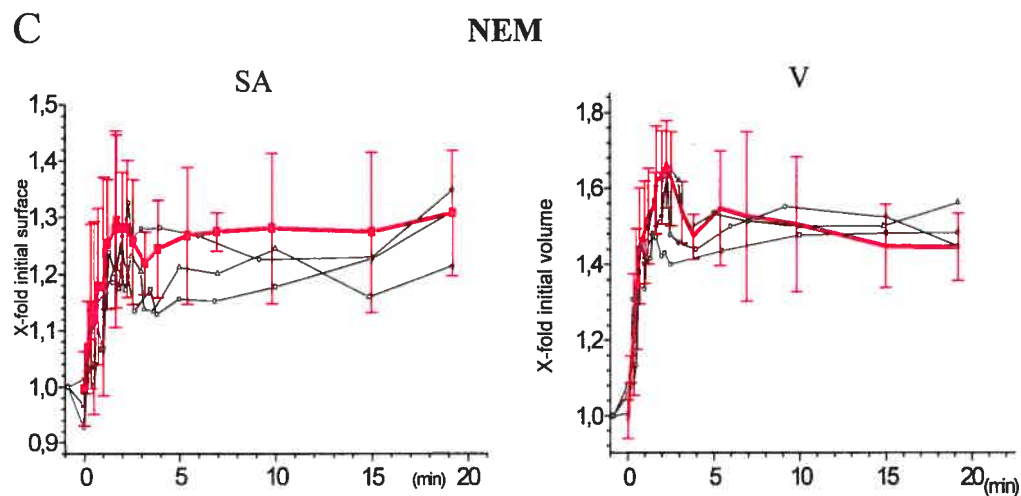 C
NEM
SA
V
X-fold initial surface
1,5
1,4
1,3
1,2
1,1
1,0
0,9
0
5
10
15
(min)
20
X-fold initial volume
1,8
1,6
1,4
1,2
1,0
0
5
10
15
20
(min)